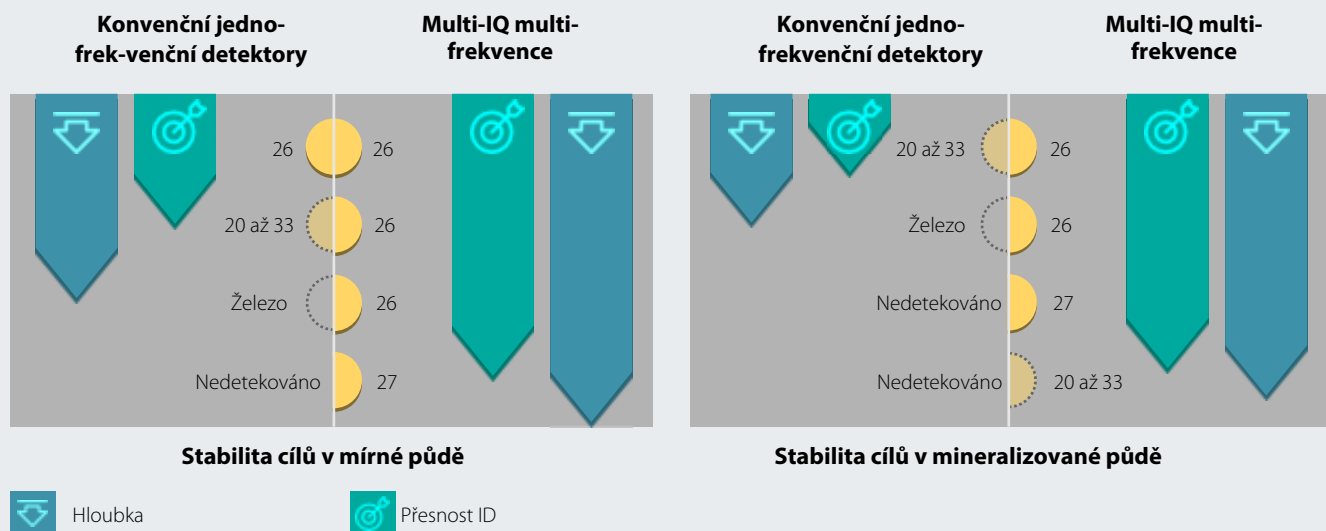 Konvenční jedno-
frek-venční detektory
Multi-IQ multi-
frekvence
26
26
20 až 33
26
Železo
26
Nedetekováno
27
Stabilita cílů v mírné půdě
Konvenční jedno-
frekvenční detektory
Multi-IQ multi-
frekvence
20 až 33
26
Železo
26
Nedetekováno
27
Nedetekováno
20 až 33
Stabilita cílů v mineralizované půdě
Hloubka
Přesnost ID